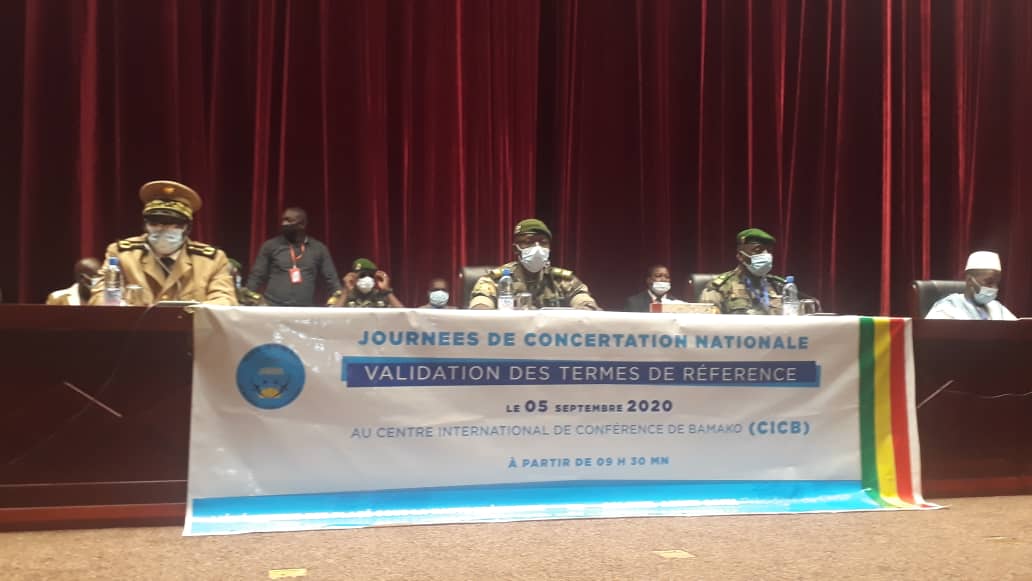 JOURNEES DE CONCERTATION NATIONALE
VALIDATION DES TERMES DE RÉFERENCE
LE 05 SEPTEMBRE 2020
AU CENTRE INTERNATIONAL DE CONFÉRENCE DE BAMAKO (CICB)
À PARTIR DE 09 H 30 MN